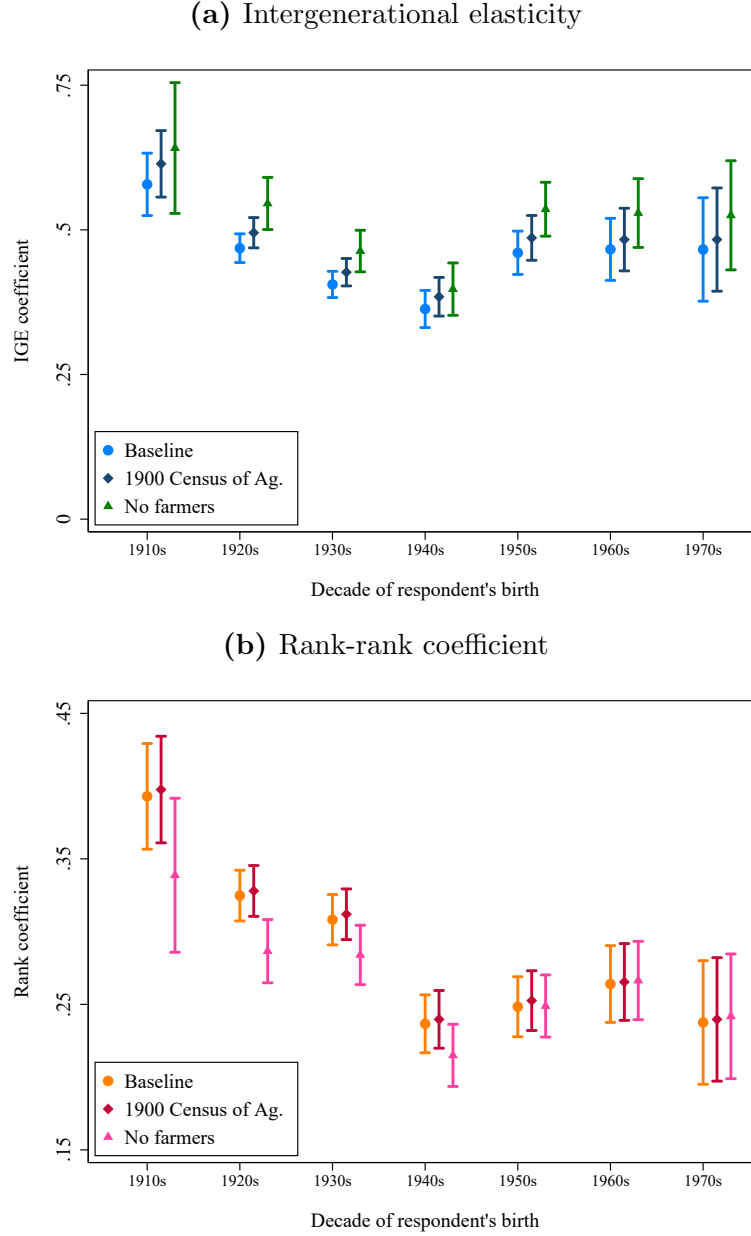 (a) Intergenerational elasticity
.75
.5
.25
0
IGE coefficient
Baseline
1900 Census of Ag.
No farmers
1910s 1920s 1930s 1940s 1950s 1960s 1970s
Decade of respondent's birth
(b) Rank-rank coefficient
.45
.35
.25
.15
Rank coefficient
Baseline
1900 Census of Ag.
No farmers
1910s 1920s 1930s 1940s 1950s 1960s 1970s
Decade of respondent's birth